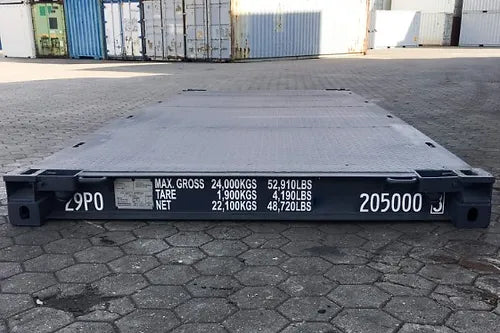 29P0
MAX. GROSS 24,000KGS 52,910LBS
TARE 1,900KGS 4,190LBS
NET 22,100KGS 48,720LBS
205000 3